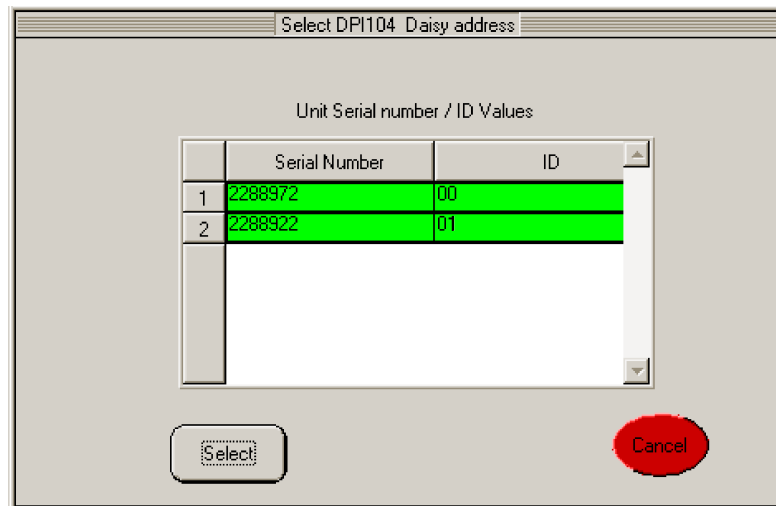 Select DPI104 Daisy address
Unit Serial number / ID Values
Serial Number ID
1 2288972 00
2 2288922 01
Select Cancel